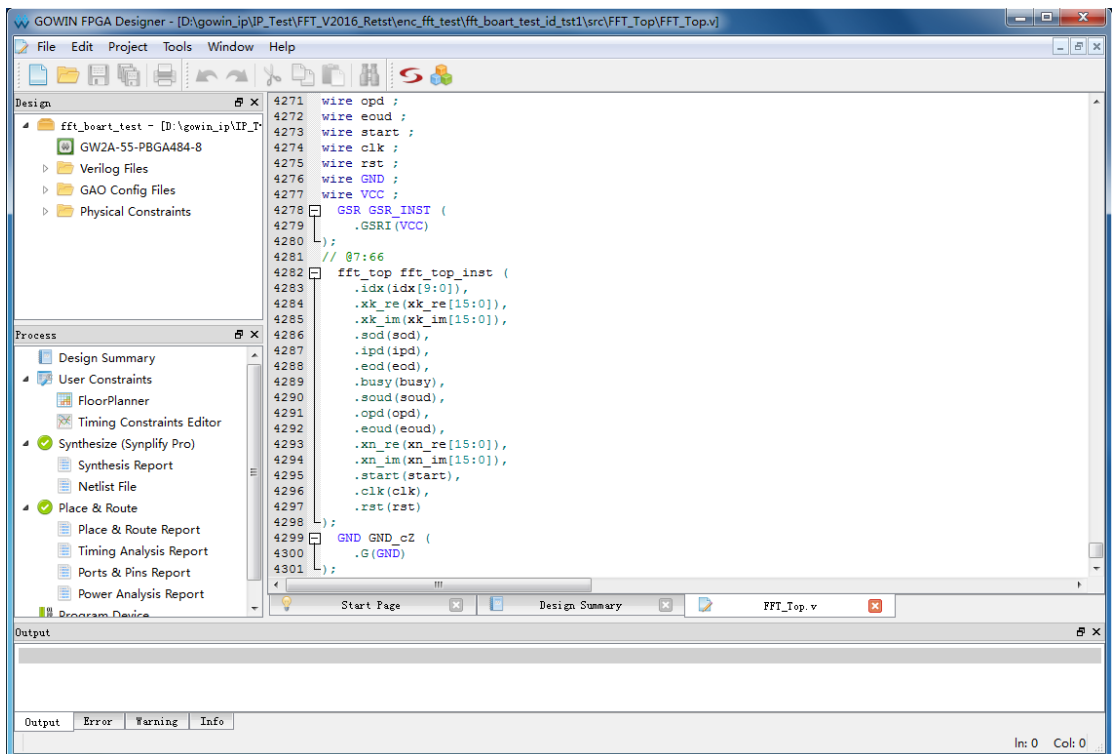 GOWIN FPGA Designer - [D:\gowin_ip\IP_Test\FFT_V2016_Retst\enc_fft_test\fft_boart_test_id_tst1\src\FFT_Top\FFT_Top.v]
File Edit Project Tools Window Help
Design
fft_boart_test - [D:\gowin_ip\IP_T
GW2A-55-PBGA484-8
Verilog Files
GAO Config Files
Physical Constraints
Process
Design Summary
User Constraints
FloorPlanner
Timing Constraints Editor
Synthesize (Synplify Pro)
Synthesis Report
Netlist File
Place & Route
Place & Route Report
Timing Analysis Report
Ports & Pins Report
Power Analysis Report
Program Device
4271 wire opd ;
4272 wire eoud ;
4273 wire start ;
4274 wire clk ;
4275 wire rst ;
4276 wire GND ;
4277 wire VCC ;
4278 GSR GSR_INST (
4279 .GSRI(VCC)
4280 );
4281 // @7:66
4282 fft_top fft_top_inst (
4283 .idx(idx[9:0]),
4284 .xk_re(xk_re[15:0]),
4285 .xk_im(xk_im[15:0]),
4286 .sod(sod),
4287 .ipd(ipd),
4288 .eod(eod),
4289 .busy(busy),
4290 .soud(soud),
4291 .opd(opd),
4292 .eoud(eoud),
4293 .xn_re(xn_re[15:0]),
4294 .xn_im(xn_im[15:0]),
4295 .start(start),
4296 .clk(clk),
4297 .rst(rst)
4298 );
4299 GND GND_cZ (
4300 .G(GND)
4301 );
Start Page Design Summary FFT_Top.v
Output
Output Error Warning Info
ln: 0 Col: 0